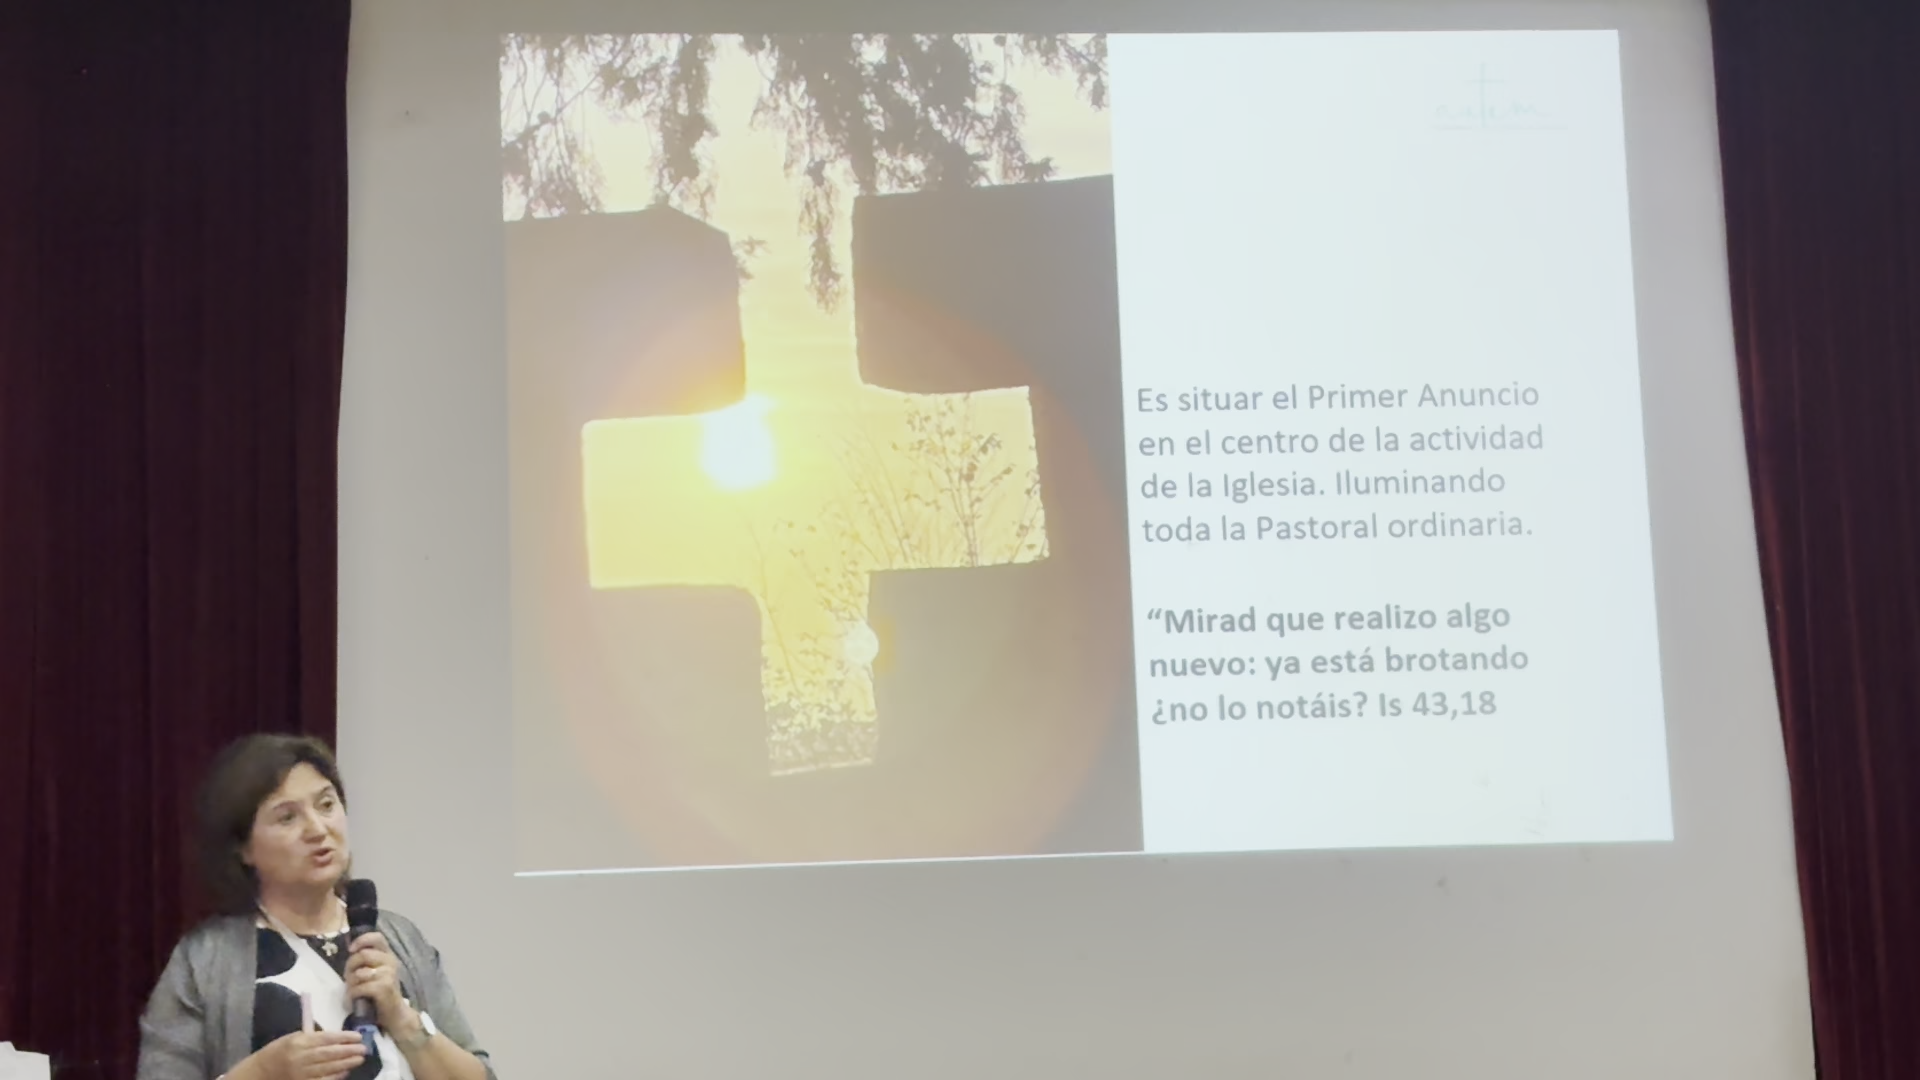 Es situar el Primer Anuncio
en el centro de la actividad
de la Iglesia. Iluminando
toda la Pastoral ordinaria.
“Mirad que realizo algo
nuevo: ya está brotando
¿no lo notáis? Is 43,18